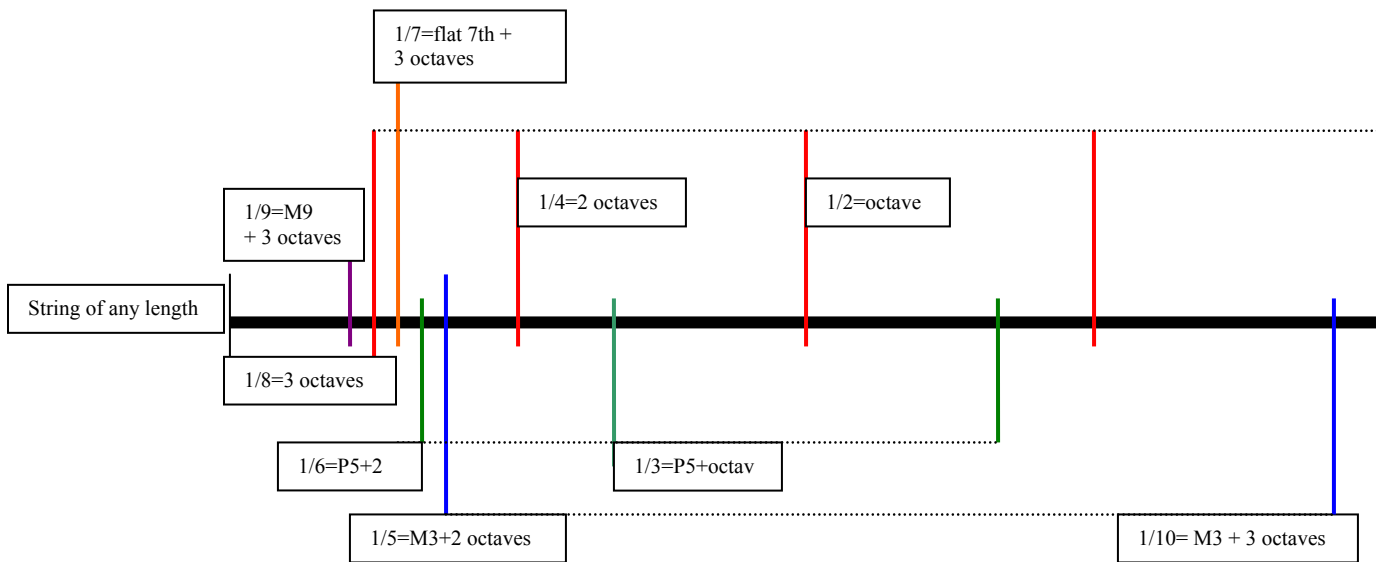 1/7=flat 7th +
3 octaves
1/9=M9
+ 3 octaves
1/4=2 octaves
1/2=octave
String of any length
1/8=3 octaves
1/6=P5+2
1/3=P5+octav
1/5=M3+2 octaves
1/10= M3 + 3 octaves